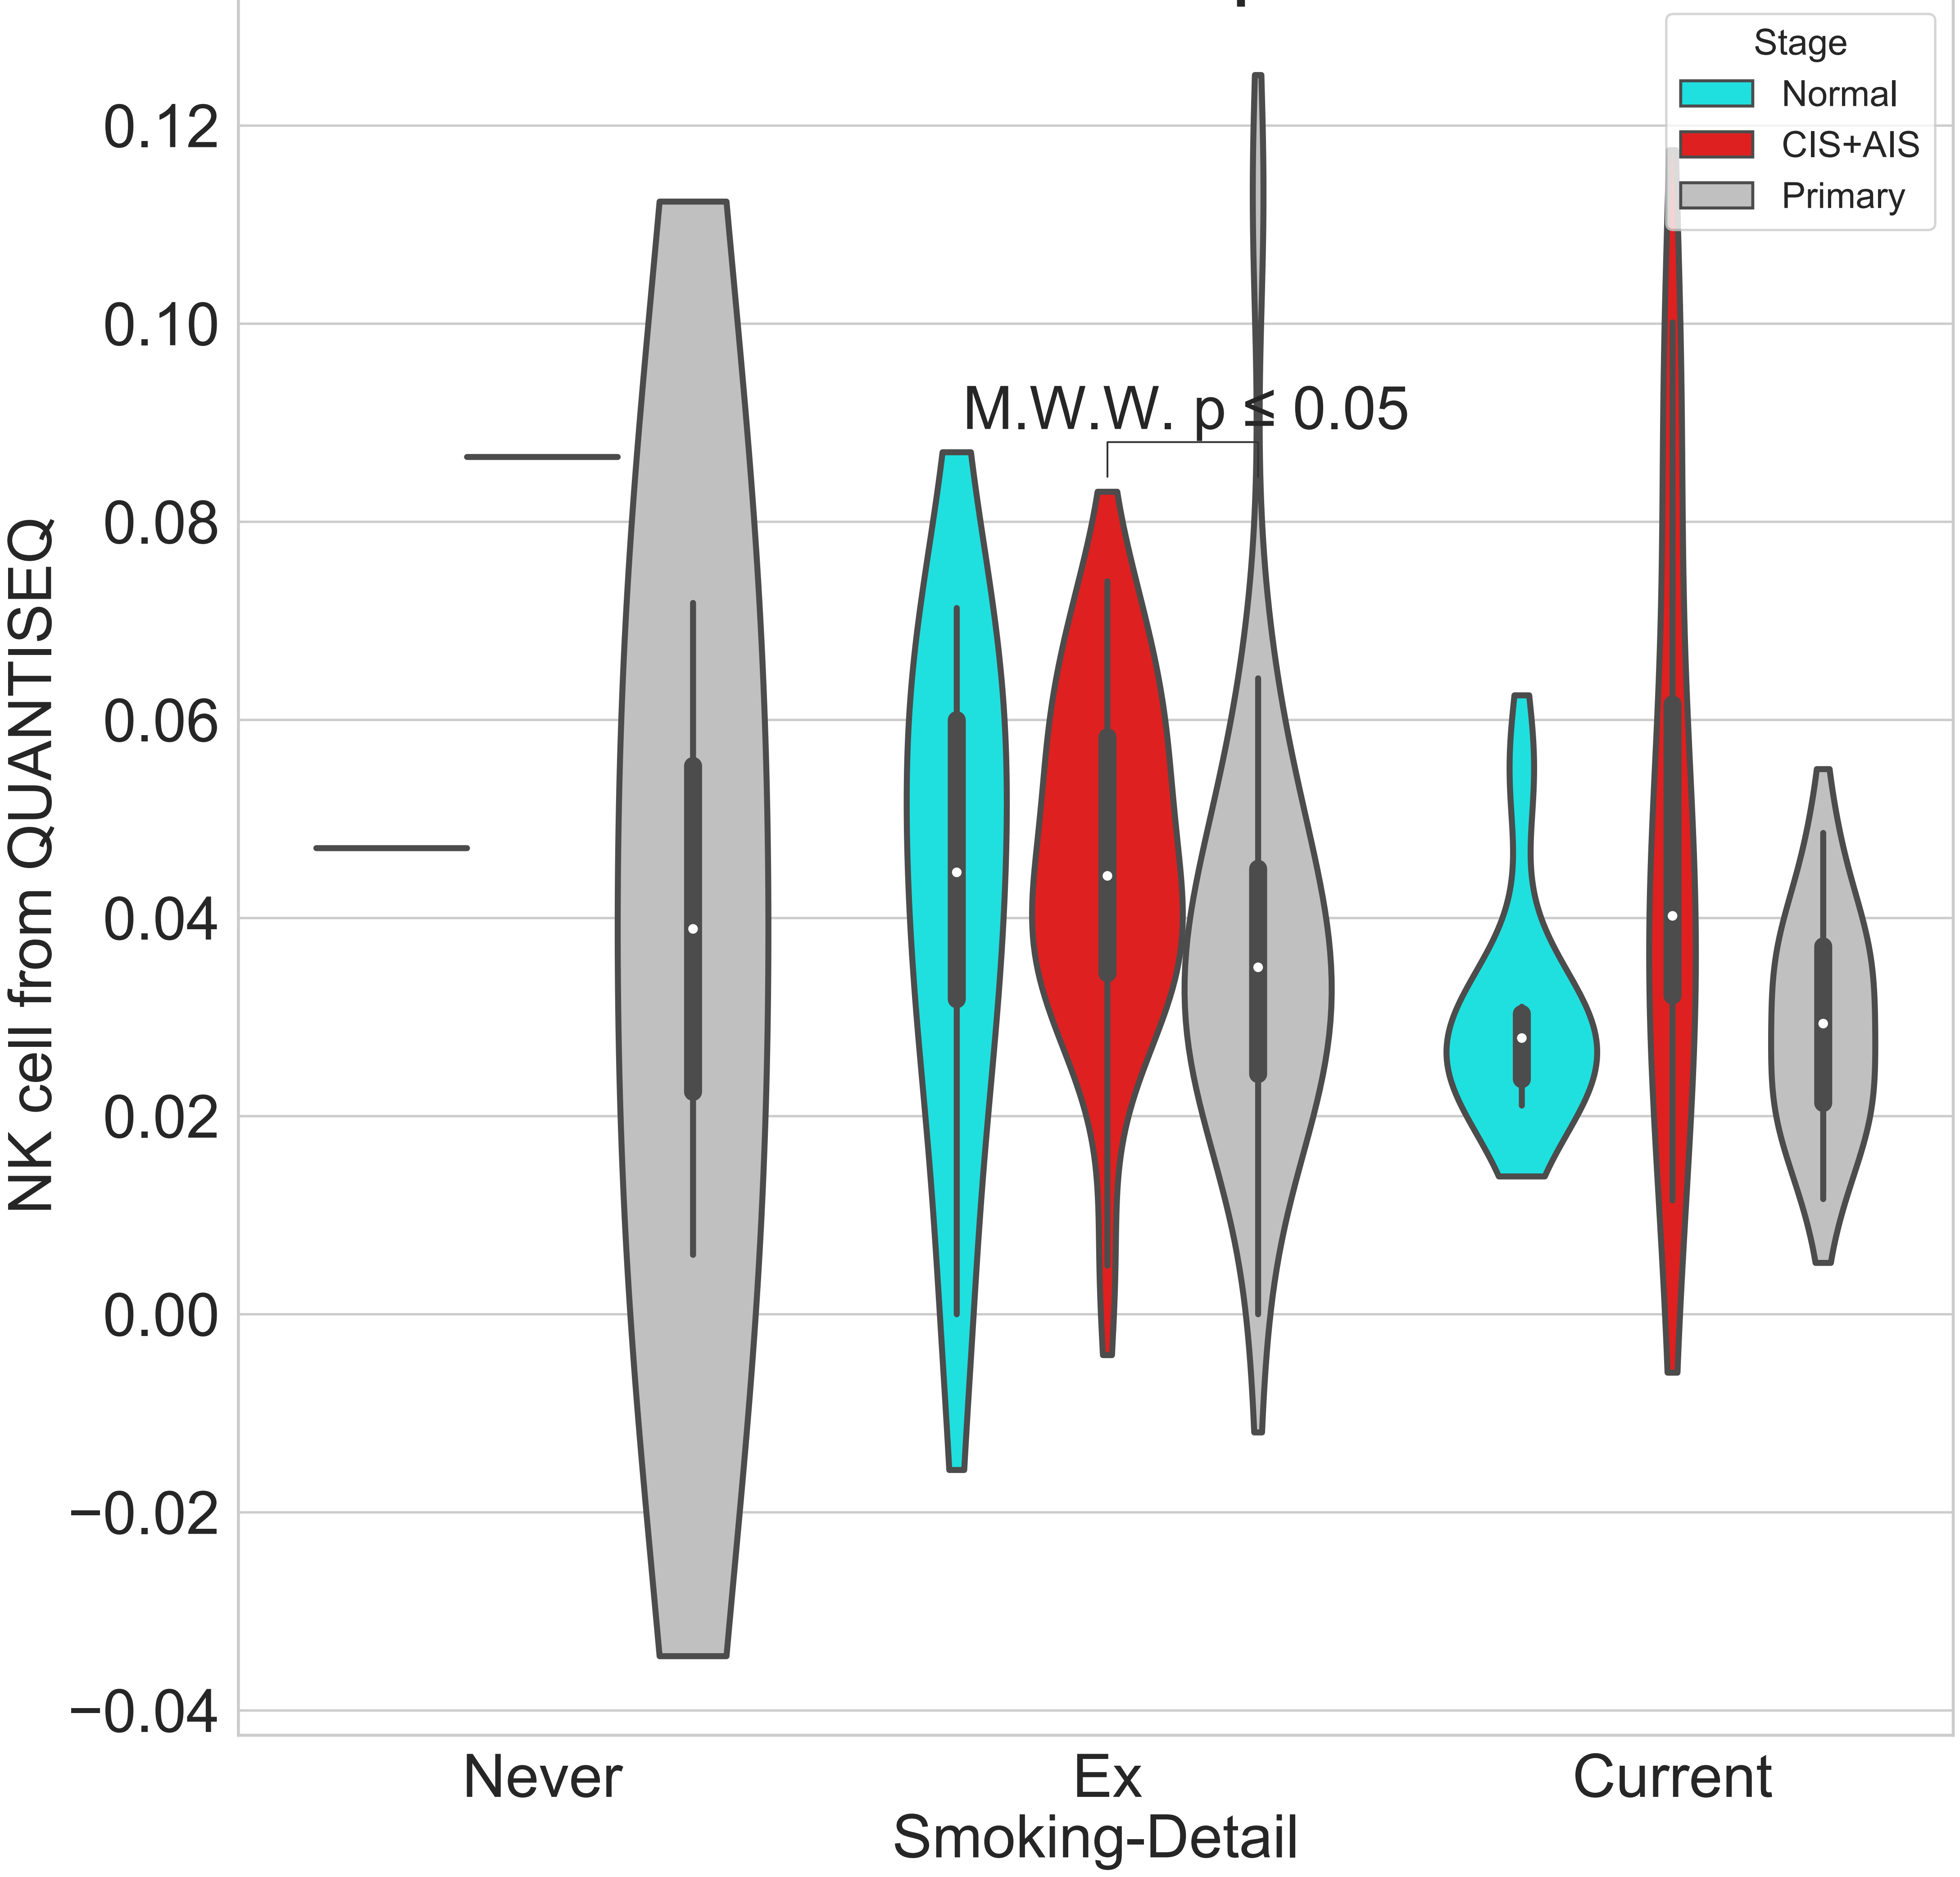 Stage
Normal
CIS+AIS
Primary
0.12
0.10
0.08
0.06
0.04
0.02
0.00
−0.02
−0.04
M.W.W. p ≤ 0.05
NK cell from QUANTISEQ
Never
Ex
Current
Smoking-Detail